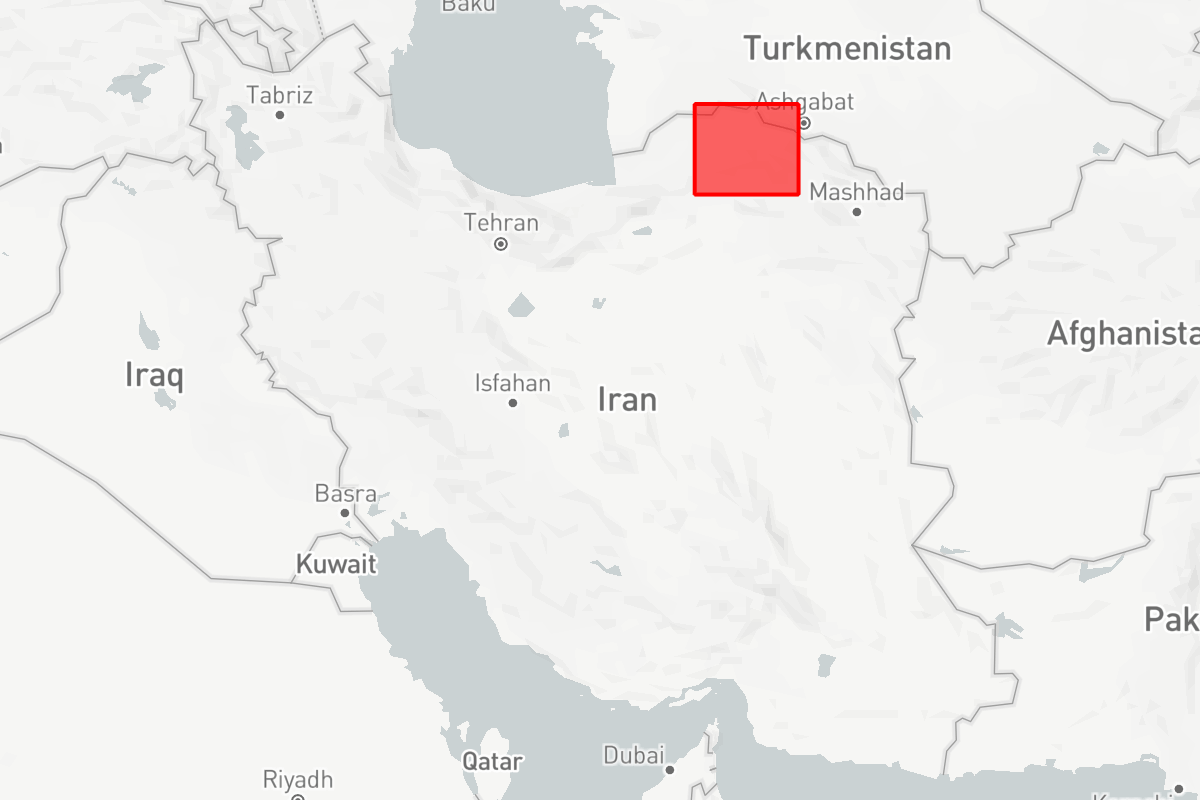 Baku
Turkmenistan
Tabriz
Ashgabat
Mashhad
Tehran
Afghanista
Iraq
Isfahan
Iran
Basra
Kuwait
Pak
Qatar
Dubai
Riyadh